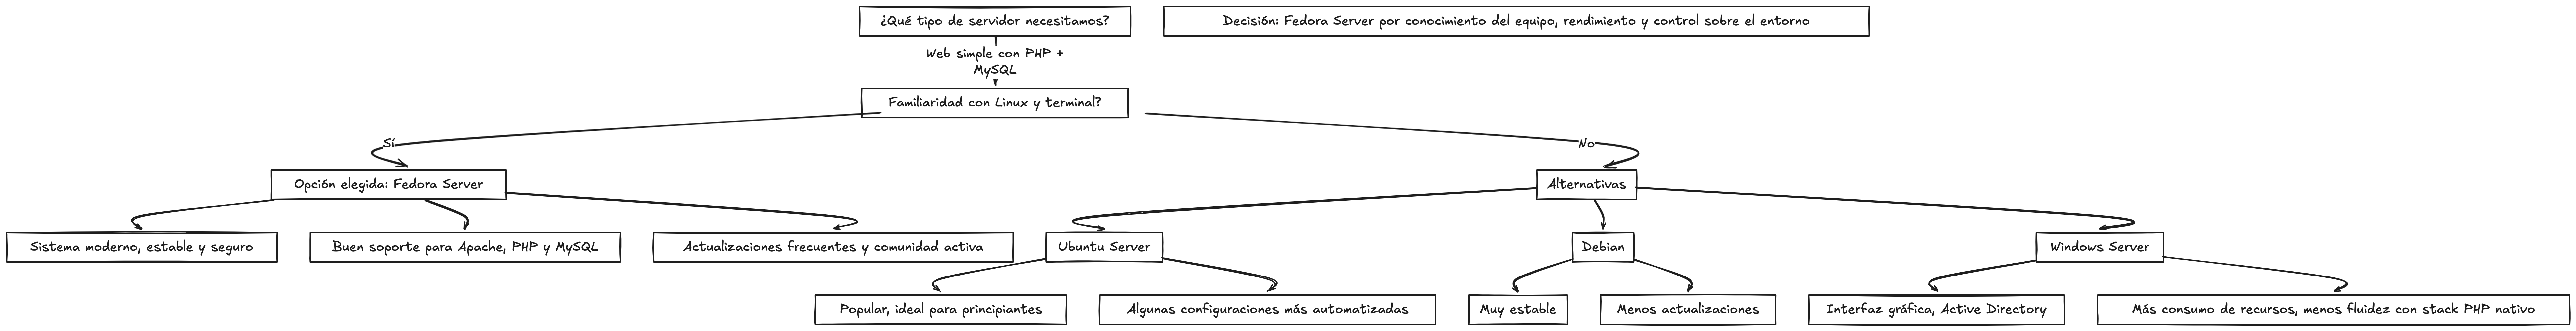 ¿Qué tipo de servidor necesitamos?
Decisión: Fedora Server por conocimiento del equipo, rendimiento y control sobre el entorno
Web simple con PHP +
MySQL
Familiaridad con Linux y terminal?
Sí
No
Opción elegida: Fedora Server
Alternativas
Sistema moderno, estable y seguro
Buen soporte para Apache, PHP y MySQL
Actualizaciones frecuentes y comunidad activa
Ubuntu Server
Debian
Windows Server
Popular, ideal para principiantes
Algunas configuraciones más automatizadas
Muy estable
Menos actualizaciones
Interfaz gráfica, Active Directory
Más consumo de recursos, menos fluidez con stack PHP nativo